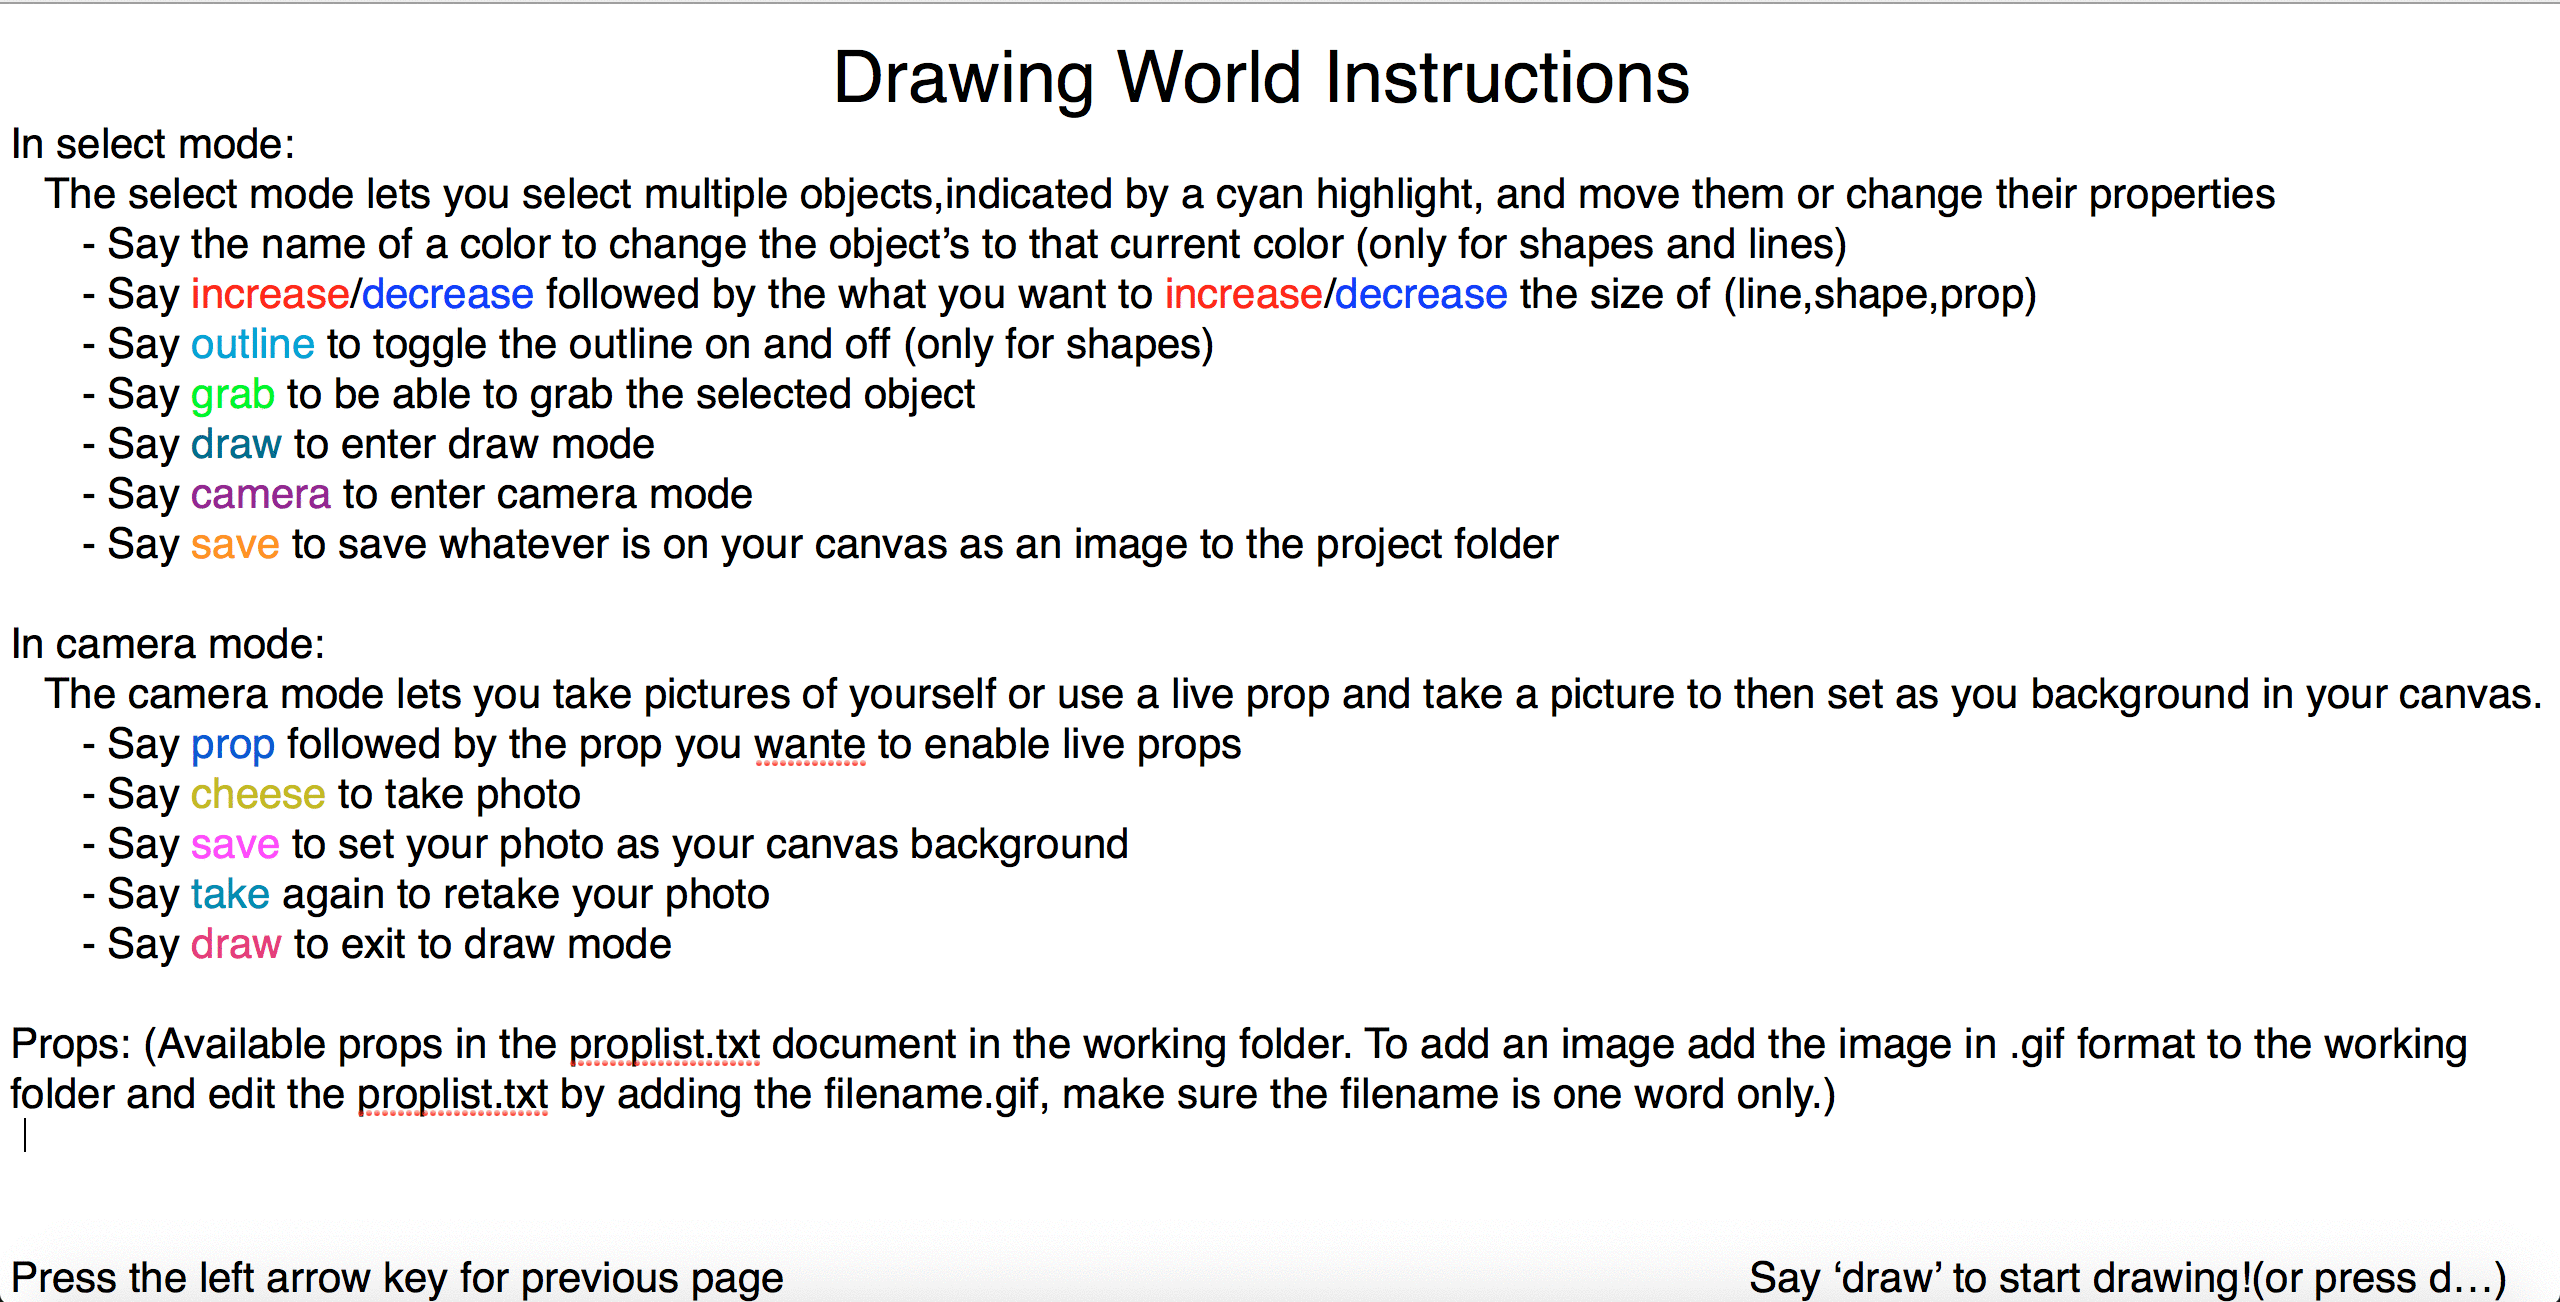 Drawing World Instructions
In select mode:
The select mode lets you select multiple objects,indicated by a cyan highlight, and move them or change their properties
- Say the name of a color to change the object’s to that current color (only for shapes and lines)
- Say increase/decrease followed by the what you want to increase/decrease the size of (line,shape,prop)
- Say outline to toggle the outline on and off (only for shapes)
- Say grab to be able to grab the selected object
- Say draw to enter draw mode
- Say camera to enter camera mode
- Say save to save whatever is on your canvas as an image to the project folder
In camera mode:
The camera mode lets you take pictures of yourself or use a live prop and take a picture to then set as you background in your canvas.
- Say prop followed by the prop you wante to enable live props
- Say cheese to take photo
- Say save to set your photo as your canvas background
- Say take again to retake your photo
- Say draw to exit to draw mode
Props: (Available props in the proplist.txt document in the working folder. To add an image add the image in .gif format to the working
folder and edit the proplist.txt by adding the filename.gif, make sure the filename is one word only.)
Press the left arrow key for previous page
Say ‘draw’ to start drawing!(or press d…)